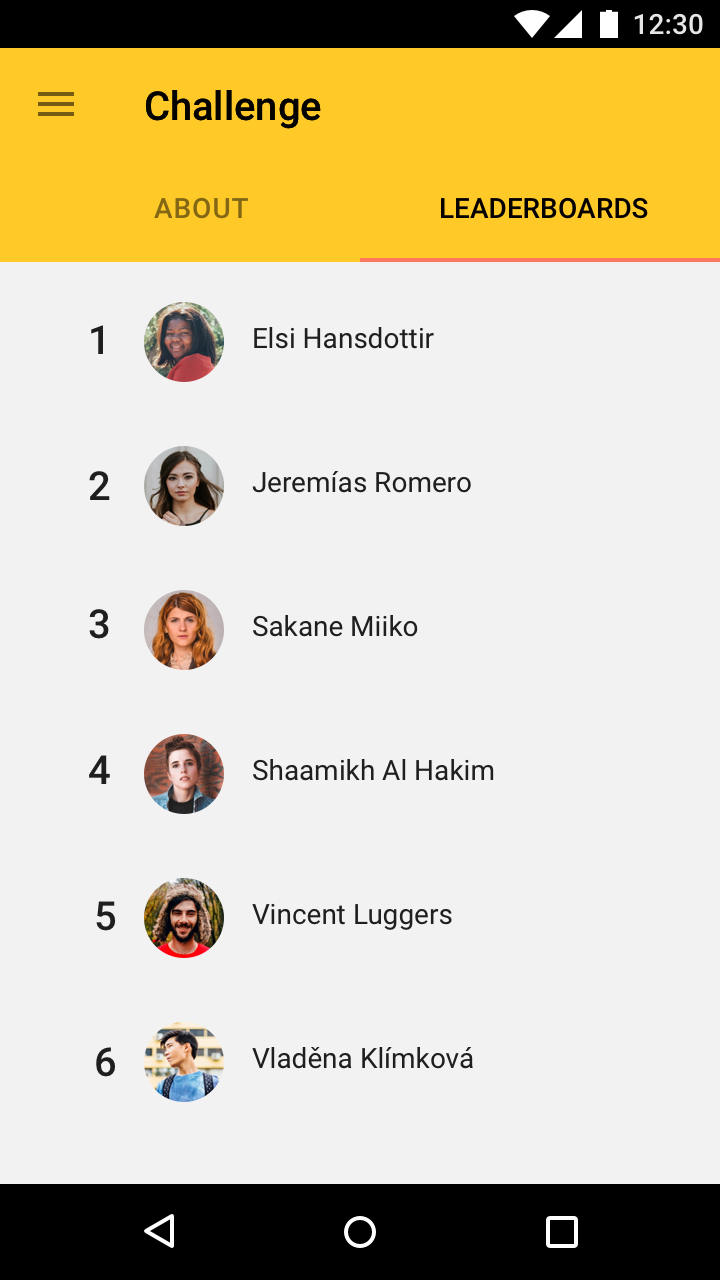 12:30
Challenge
ABOUT LEADERBOARDS
1 Elsi Hansdottir
2 Jeremías Romero
3 Sakane Miiko
4 Shaamikh Al Hakim
5 Vincent Luggers
6 Vladěna Klímková